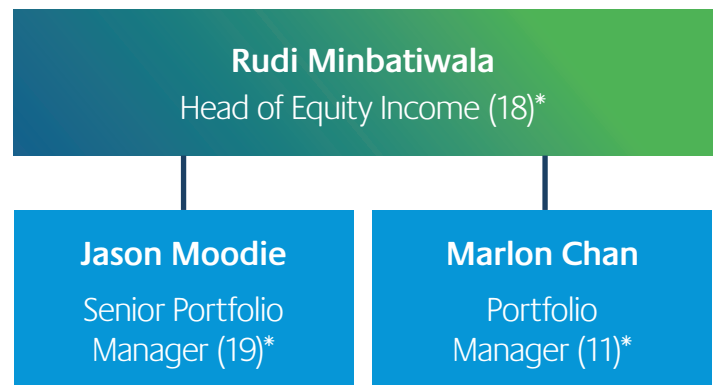 Rudi Minbatiwala
Head of Equity Income (18)*
Jason Moodie
Senior Portfolio
Manager (19)*
Marlon Chan
Portfolio
Manager (11)*